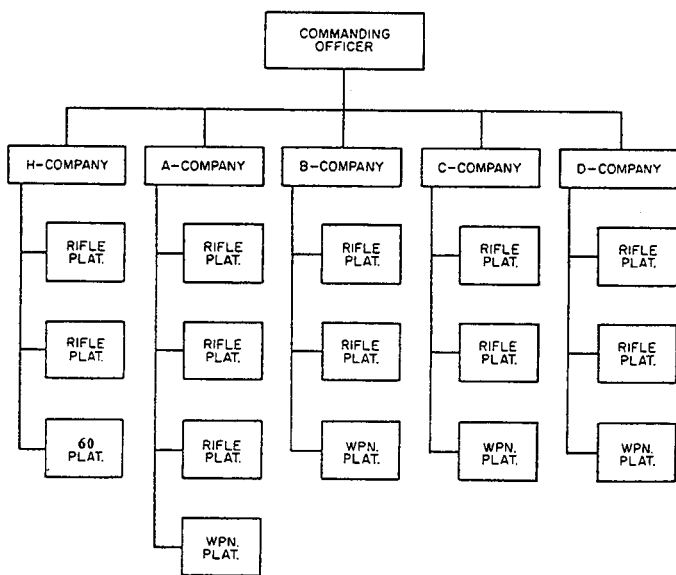 COMMANDING
OFFICER
H-COMPANY
A-COMPANY
B-COMPANY
C-COMPANY
D-COMPANY
RIFLE
PLAT.
RIFLE
PLAT.
RIFLE
PLAT.
RIFLE
PLAT.
RIFLE
PLAT.
RIFLE
PLAT.
RIFLE
PLAT.
RIFLE
PLAT.
RIFLE
PLAT.
RIFLE
PLAT.
60
PLAT.
RIFLE
PLAT.
WPN.
PLAT.
WPN.
PLAT.
WPN.
PLAT.
WPN.
PLAT.